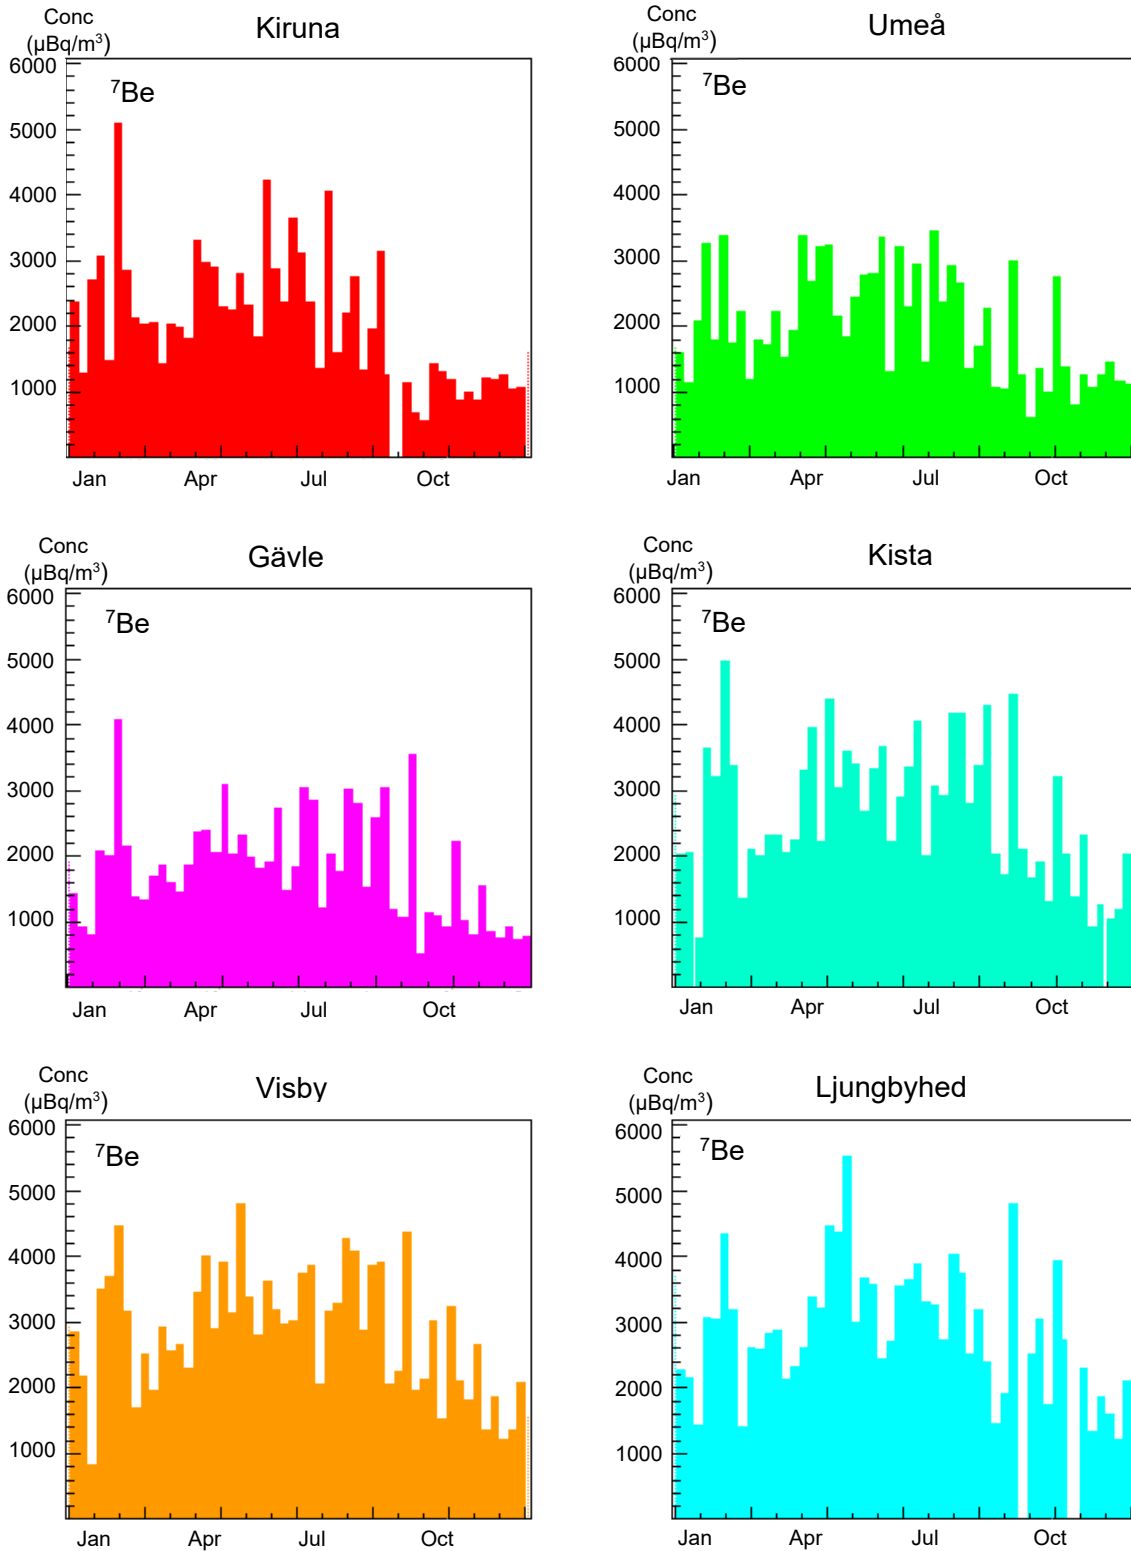 Conc
(µBq/m³)
Kiruna
⁷Be
6000
5000
4000
3000
2000
1000
Jan Apr Jul Oct
Conc
(µBq/m³)
Umeå
⁷Be
6000
5000
4000
3000
2000
1000
Jan Apr Jul Oct
Conc
(µBq/m³)
Gävle
⁷Be
6000
5000
4000
3000
2000
1000
Jan Apr Jul Oct
Conc
(µBq/m³)
Kista
⁷Be
6000
5000
4000
3000
2000
1000
Jan Apr Jul Oct
Conc
(µBq/m³)
Visby
⁷Be
6000
5000
4000
3000
2000
1000
Jan Apr Jul Oct
Conc
(µBq/m³)
Ljungbyhed
⁷Be
6000
5000
4000
3000
2000
1000
Jan Apr Jul Oct